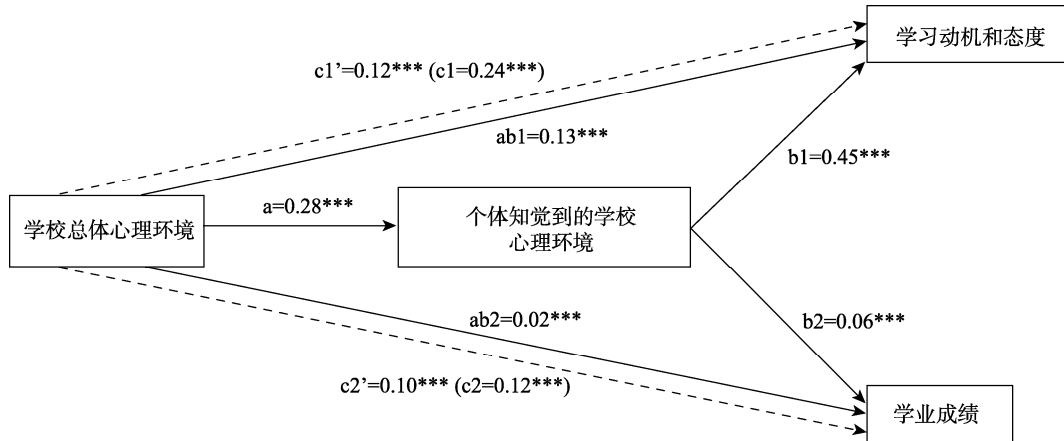 学习动机和态度
c1’=0.12*** (c1=0.24***)
ab1=0.13***
b1=0.45***
学校总体心理环境
a=0.28***
个体知觉到的学校
心理环境
ab2=0.02***
b2=0.06***
c2’=0.10*** (c2=0.12***)
学业成绩